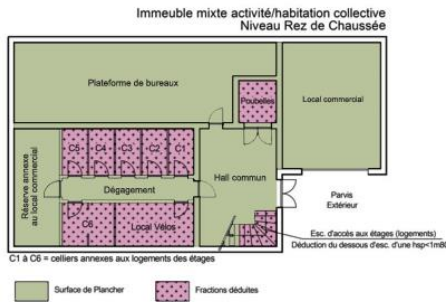 Immeuble mixte activité/habitation collective
Niveau Rez de Chaussée
Plateforme de bureaux
Poubelles
Local commercial
C5
C4
C3
C2
C1
Réserve annexe
au local commercial
Dégagement
Hall commun
C6
Local Vélos
Parvis
Extérieur
Esc. d'accès aux étages (logements)
Déduction du dessous d'esc. d'une hsp<1m80
C1 à C6 = celliers annexes aux logements des étages
Surface de Plancher
Fractions déduites